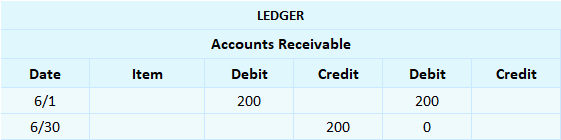 LEDGER
Accounts Receivable
Date Item Debit Credit Debit Credit
6/1 200 200
6/30 200 0